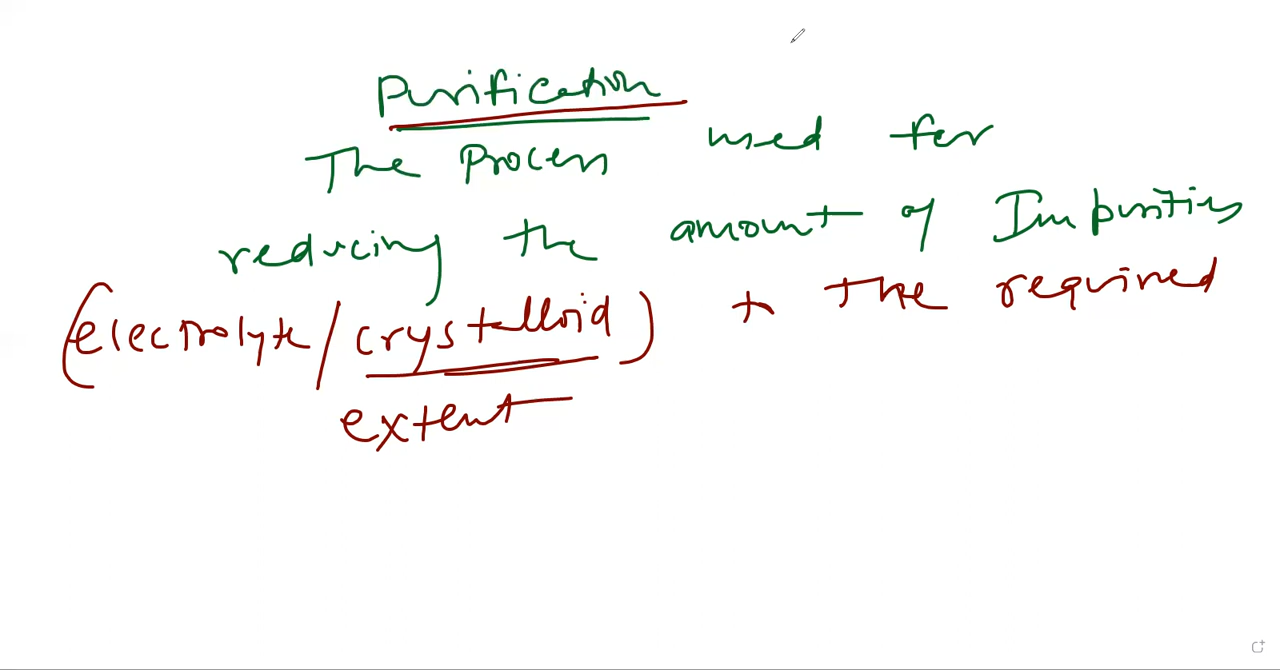 Purification
The Process used for
reducing the amount of Impurities
(electrolyte/crystalloid) to the required
extent